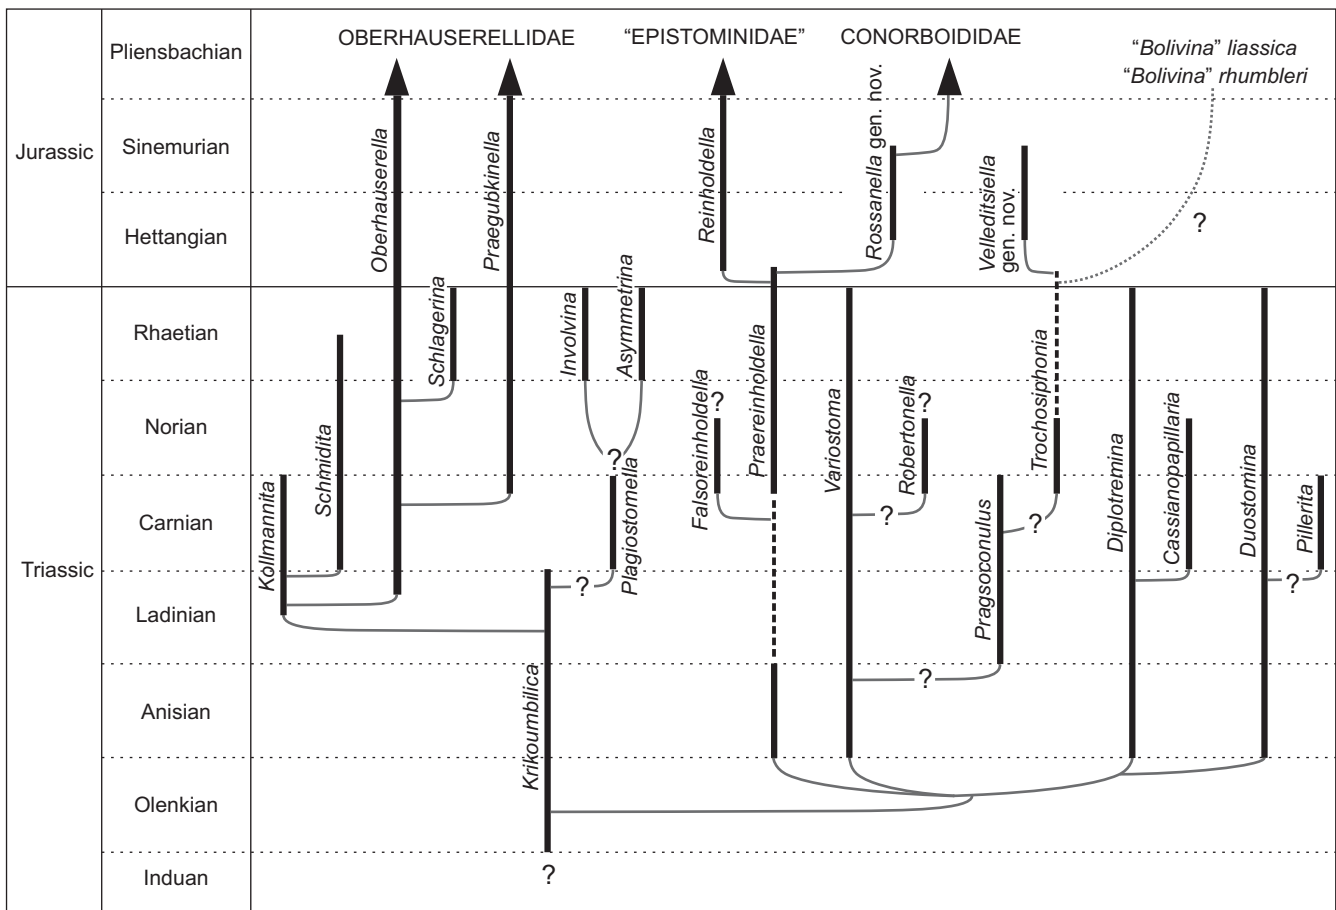 OBERHAUSERELLIDAE
“EPISTOMINIDAE”
CONORBOIDIDAE
“Bolivina” liassica
“Bolivina” rhumbleri
Pliensbachian
Jurassic
Sinemurian
Hettangian
Oberhauserella
Praegubkinella
Reinholdella
Rossanella gen. nov.
Velleditsiella
gen. nov.
?
Triassic
Rhaetian
Norian
Carnian
Ladinian
Anisian
Olenkian
Induan
Kollmannita
Schmidita
Schlagerina
Involvina
Asymmetrina
?
Plagiostomella
?
Krikoumbilica
?
Falsoreinholdella
?
Praereinholdella
Variostoma
Robertonella
?
?
Pragsoconulus
?
Trochosiphonia
?
Diplotremina
Cassianopapillaria
Duostomina
Pillerita
?